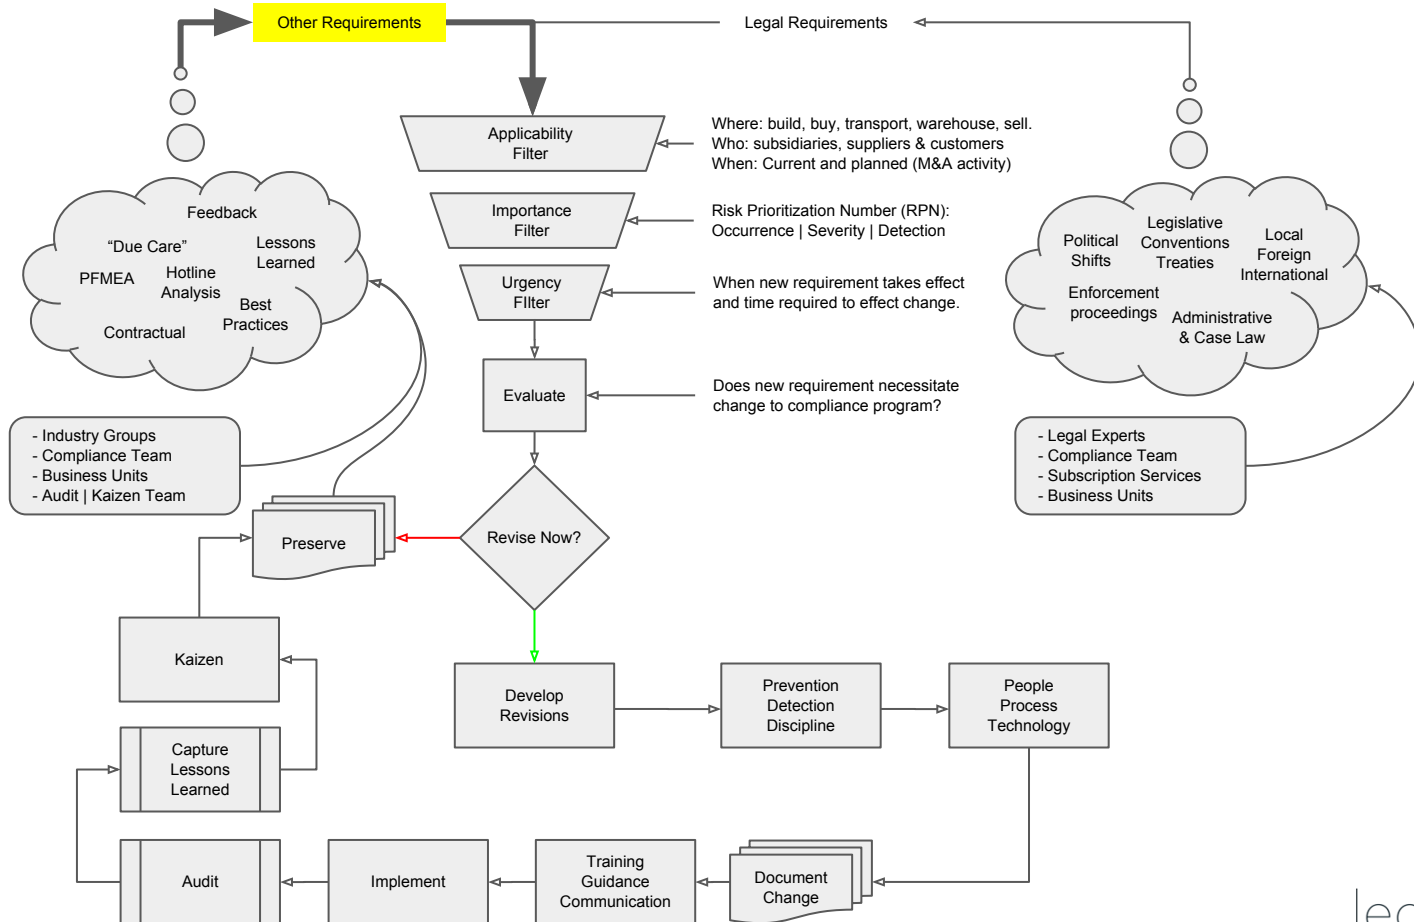 Other Requirements
Legal Requirements
Applicability
Filter
Where: build, buy, transport, warehouse, sell.
Who: subsidiaries, suppliers & customers
When: Current and planned (M&A activity)
Importance
Filter
Risk Prioritization Number (RPN):
Occurrence | Severity | Detection
Urgency
FIlter
When new requirement takes effect
and time required to effect change.
Evaluate
Does new requirement necessitate
change to compliance program?
Feedback
“Due Care”
Lessons
Learned
PFMEA
Hotline
Analysis
Best
Practices
Contractual
Political
Shifts
Legislative
Conventions
Treaties
Local
Foreign
International
Enforcement
proceedings
Administrative
& Case Law
- Industry Groups
- Compliance Team
- Business Units
- Audit | Kaizen Team
- Legal Experts
- Compliance Team
- Subscription Services
- Business Units
Preserve
Revise Now?
Kaizen
Develop
Revisions
Prevention
Detection
Discipline
People
Process
Technology
Capture
Lessons
Learned
Audit
Implement
Training
Guidance
Communication
Document
Change